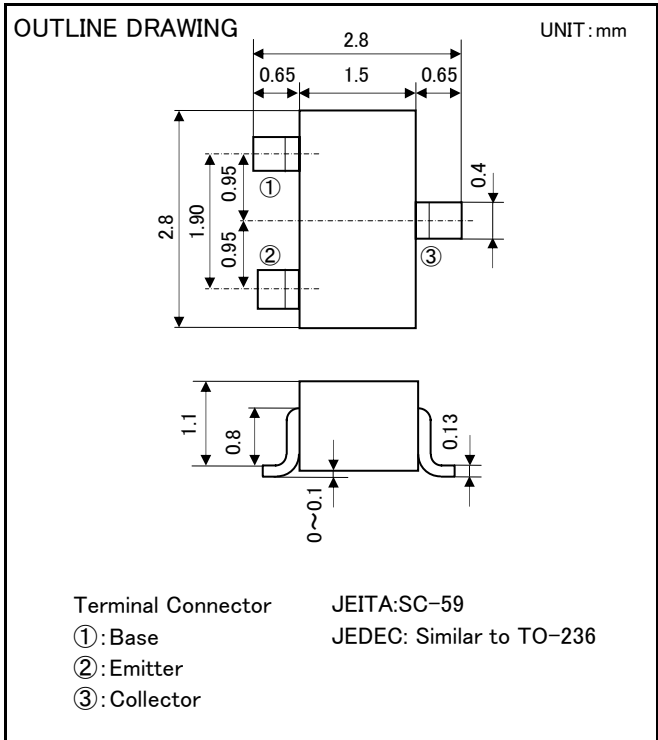 OUTLINE DRAWING UNIT:mm
2.8
0.65 1.5 0.65
①
0.95
0.4
2.8
1.90
0.95
②
③
1.1
0.8
0.13
0～0.1
Terminal Connector JEITA:SC-59
①:Base JEDEC: Similar to TO-236
②:Emitter
③:Collector